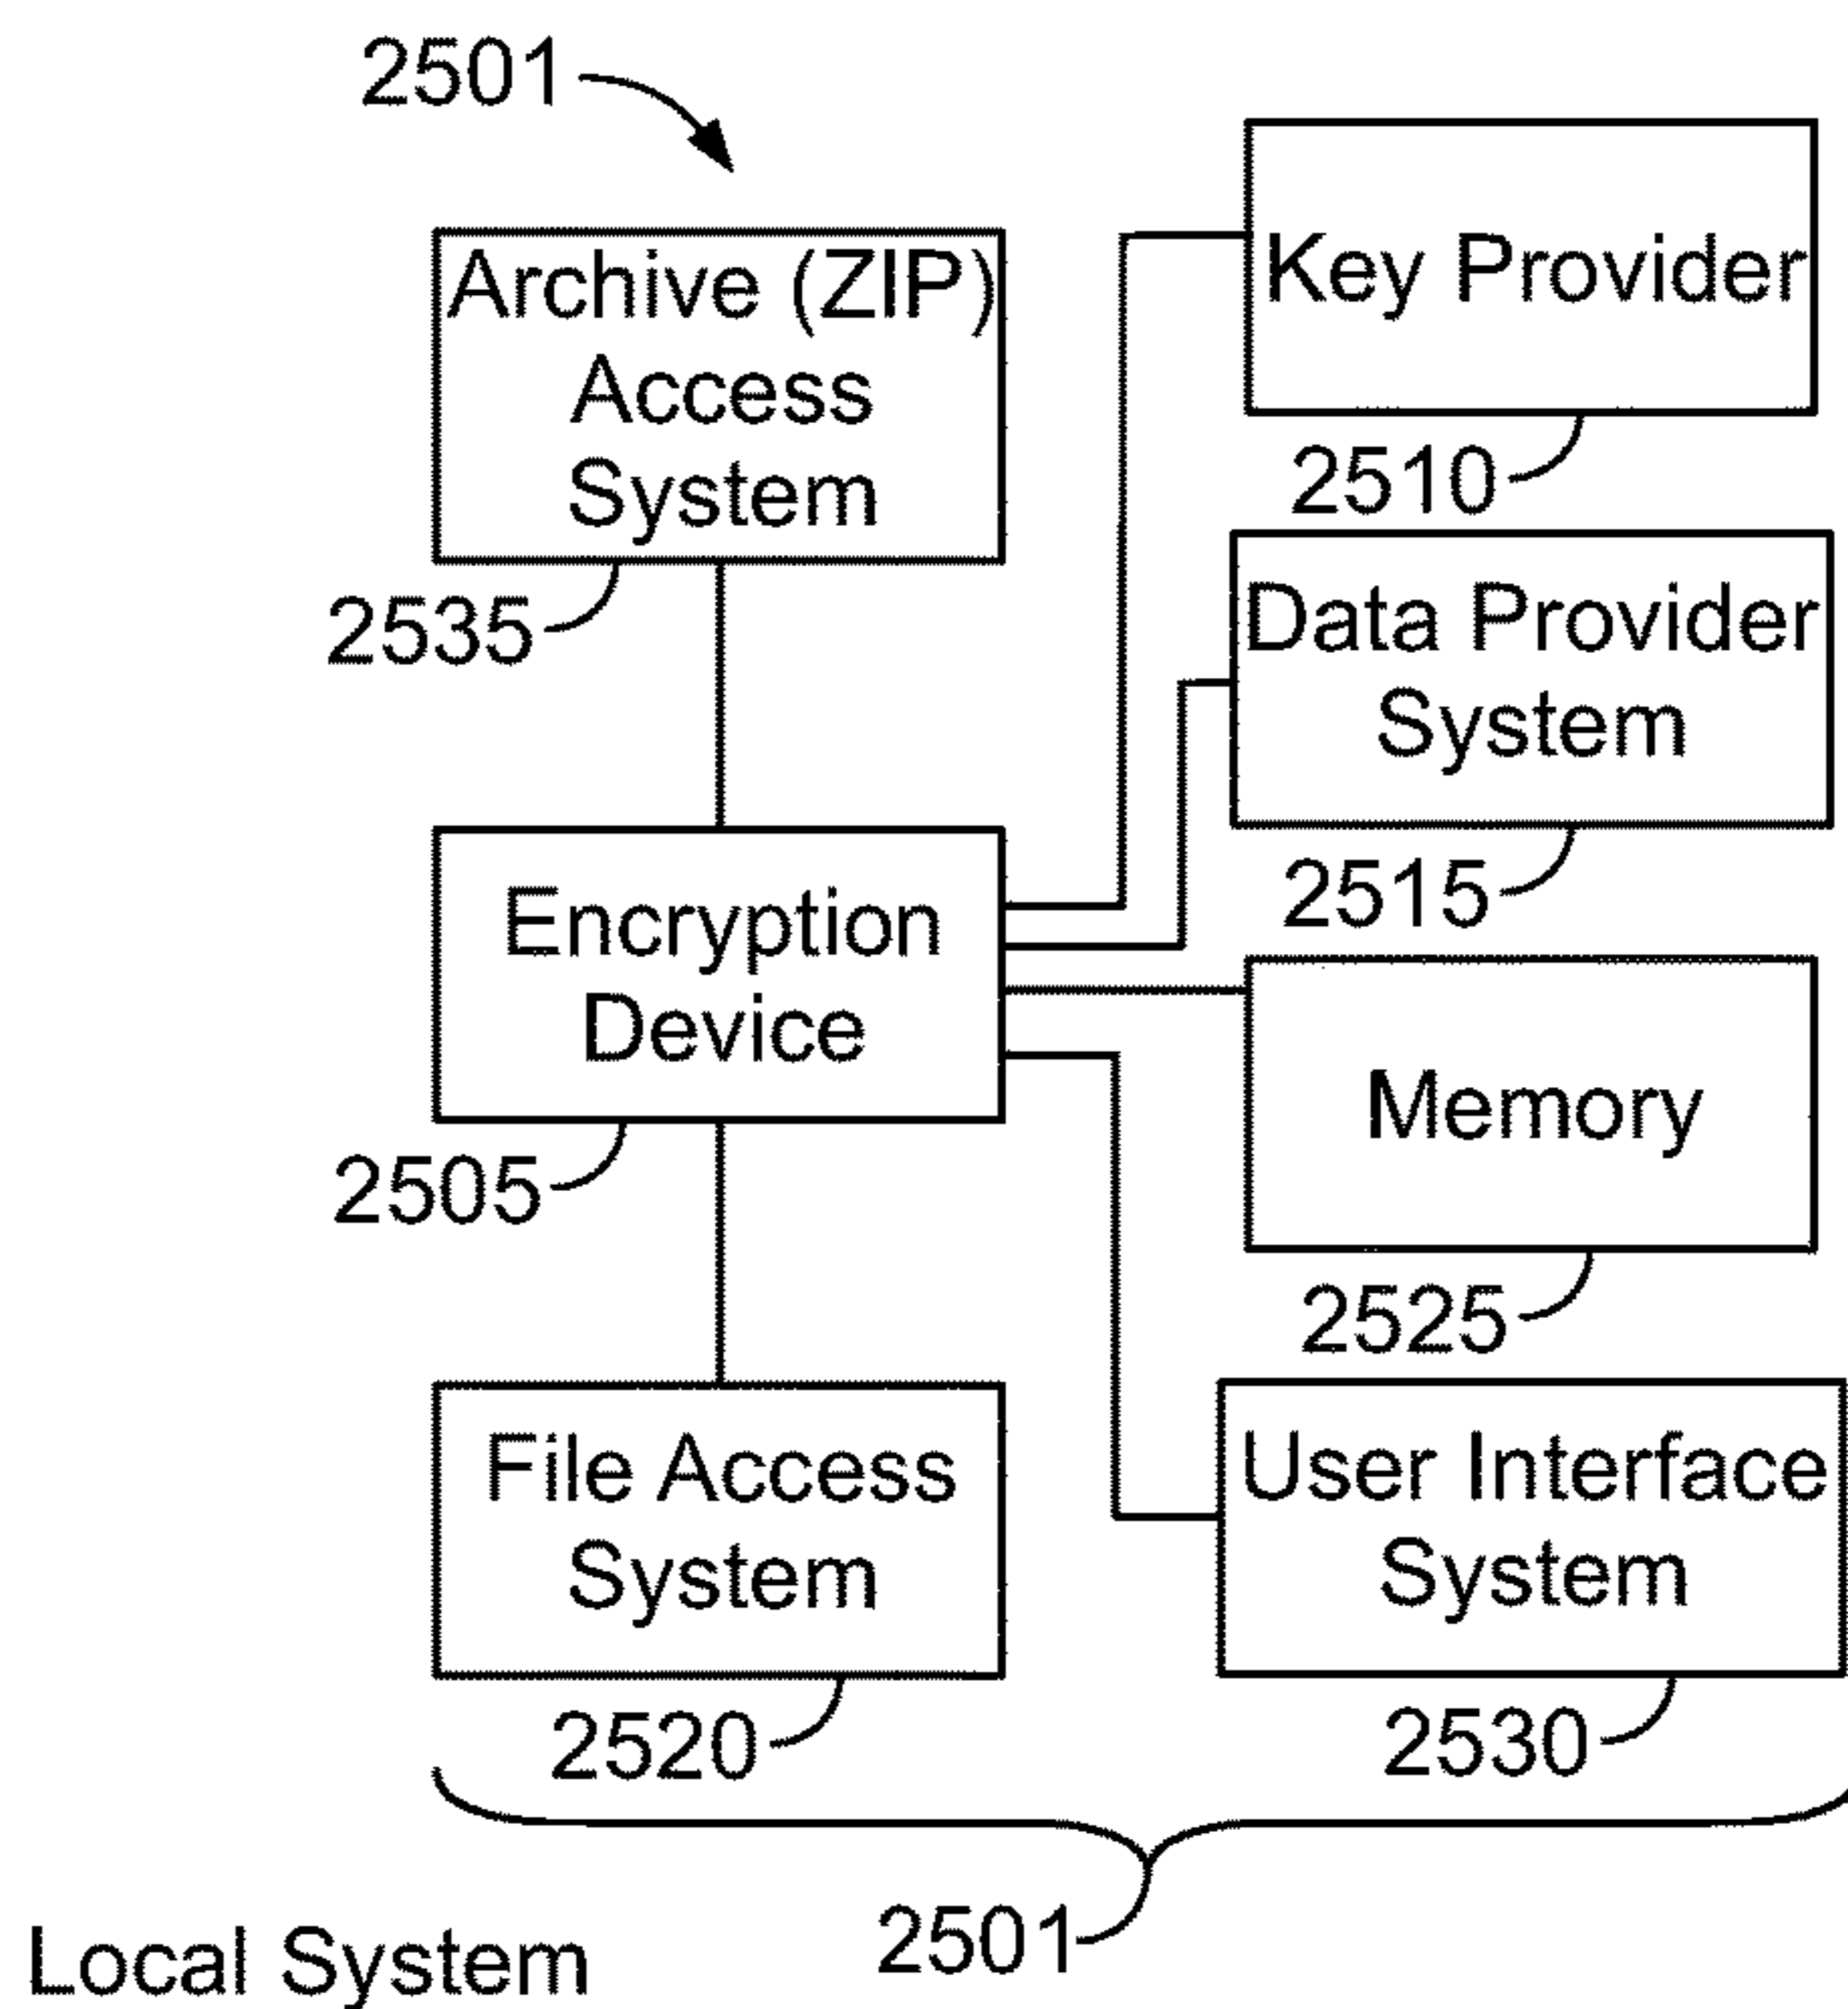 2501
Archive (ZIP)
Access
System
2535
Key Provider
2510
Data Provider
System
2515
Encryption
Device
2505
Memory
2525
File Access
System
2520
User Interface
System
2530
2501
Local System